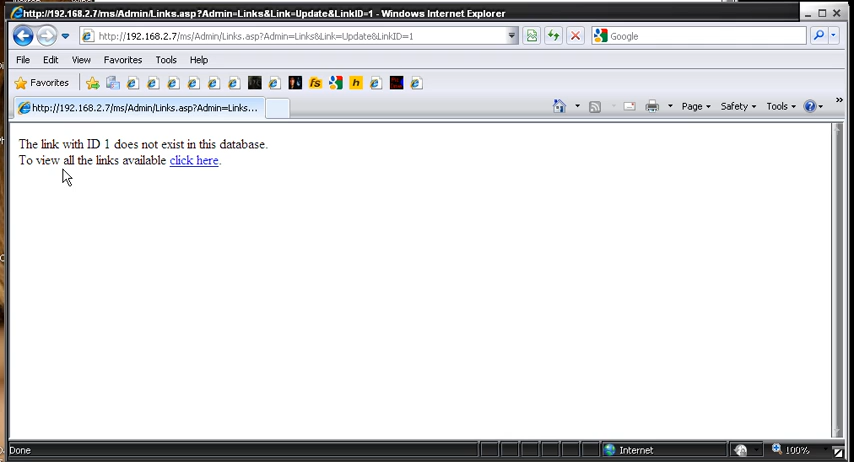 http://192.168.2.7/ms/Admin/Links.asp?Admin=Links&Link=Update&LinkID=1 - Windows Internet Explorer
http://192.168.2.7/ms/Admin/Links.asp?Admin=Links&Link=Update&LinkID=1
Google
File Edit View Favorites Tools Help
Favorites
fs
h
http://192.168.2.7/ms/Admin/Links.asp?Admin=Links...
Page Safety Tools
The link with ID 1 does not exist in this database.
To view all the links available click here.
Done Internet 100%